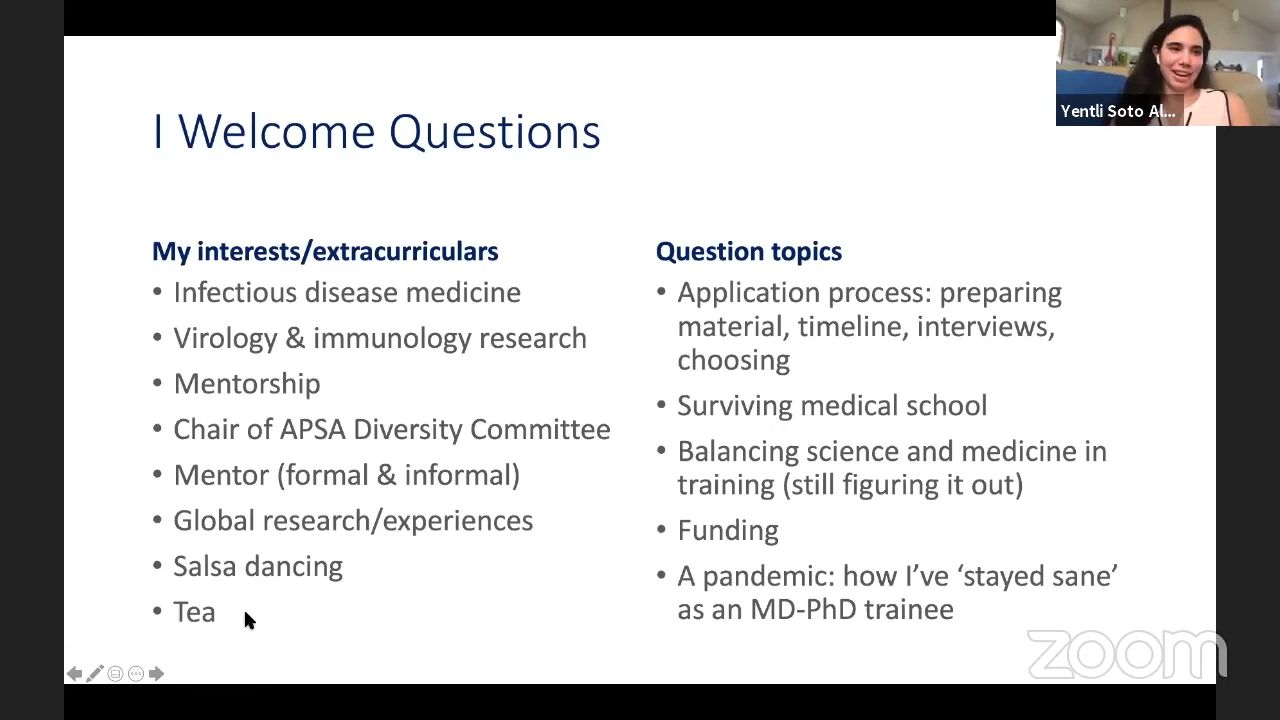 Yentli Soto Al...
I Welcome Questions
My interests/extracurriculars
• Infectious disease medicine
• Virology & immunology research
• Mentorship
• Chair of APSA Diversity Committee
• Mentor (formal & informal)
• Global research/experiences
• Salsa dancing
• Tea
Question topics
• Application process: preparing
material, timeline, interviews,
choosing
• Surviving medical school
• Balancing science and medicine in
training (still figuring it out)
• Funding
• A pandemic: how I’ve ‘stayed sane’
as an MD-PhD trainee
zoom